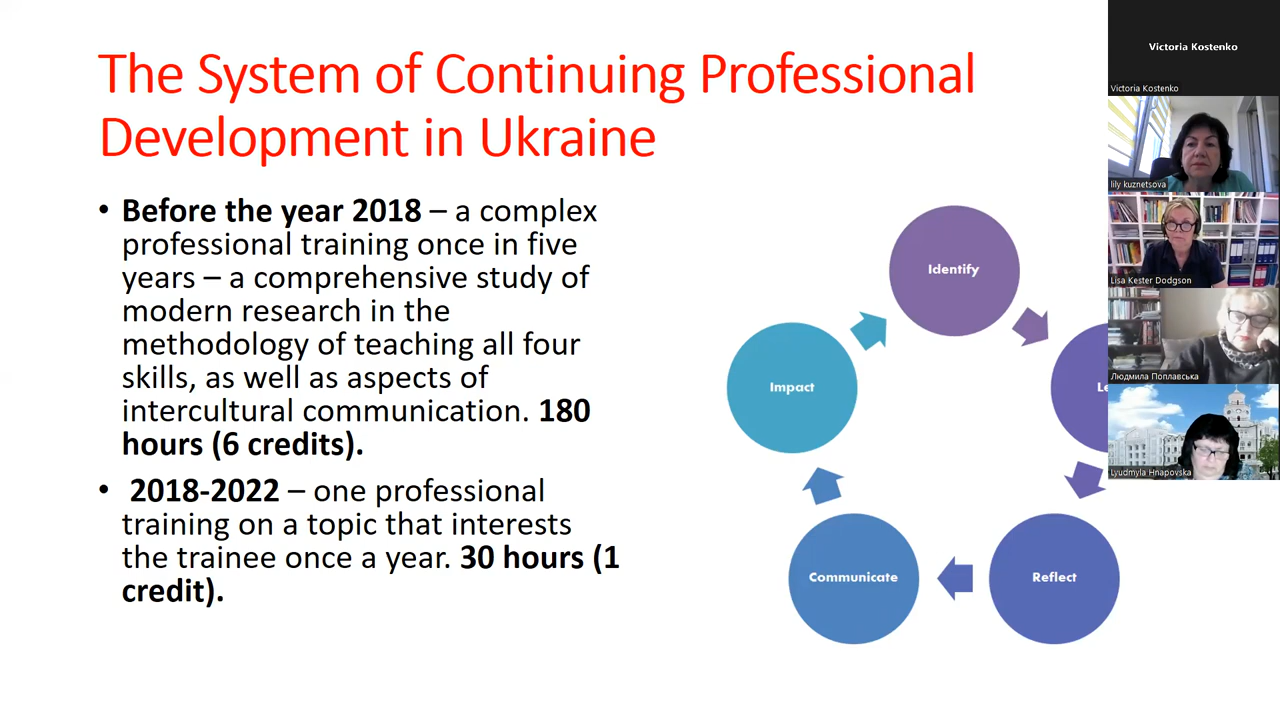 The System of Continuing Professional
Development in Ukraine
• Before the year 2018 – a complex
professional training once in five
years – a comprehensive study of
modern research in the
methodology of teaching all four
skills, as well as aspects of
intercultural communication. 180
hours (6 credits).
• 2018-2022 – one professional
training on a topic that interests
the trainee once a year. 30 hours (1
credit).
Identify
Impact
Communicate
Reflect
Victoria Kostenko
Victoria Kostenko
lily kuznetsova
Lisa Kester Dodgson
Людмила Поплавська
Lyudmyla Hnapovska